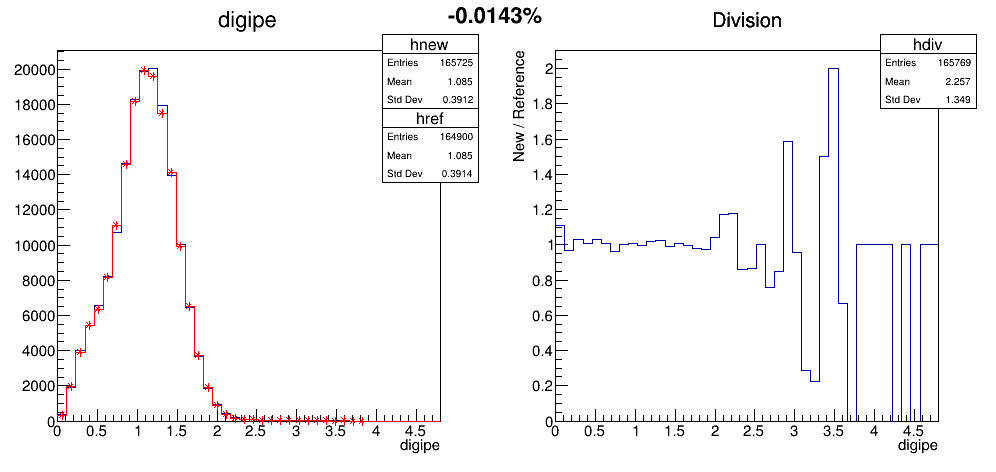 -0.0143%
digipe
hnew
Entries 165725
Mean 1.085
Std Dev 0.3912
href
Entries 164900
Mean 1.085
Std Dev 0.3914
20000
18000
16000
14000
12000
10000
8000
6000
4000
2000
0
0 0.5 1 1.5 2 2.5 3 3.5 4 4.5
digipe
Division
hdiv
Entries 165769
Mean 2.257
Std Dev 1.349
New / Reference
2
1.8
1.6
1.4
1.2
1
0.8
0.6
0.4
0.2
0
0 0.5 1 1.5 2 2.5 3 3.5 4 4.5
digipe